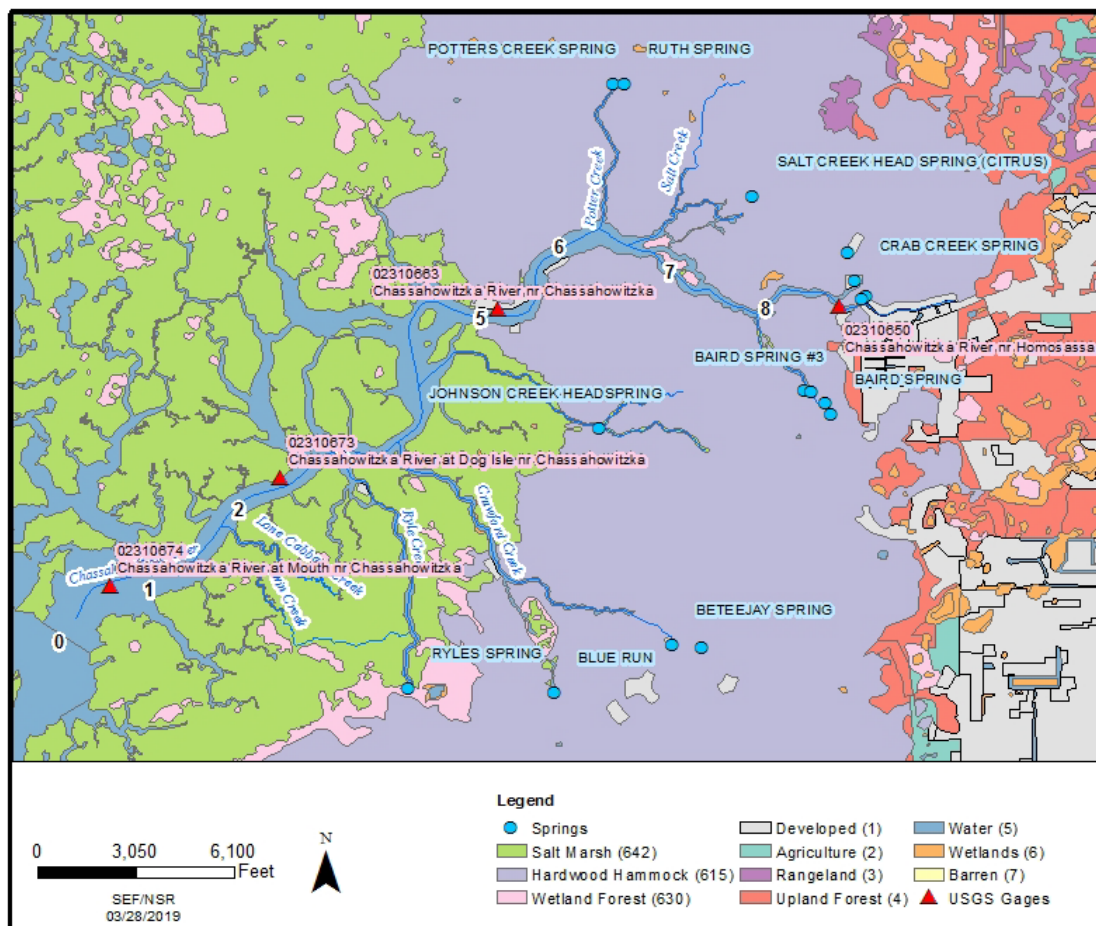 POTTERS CREEK SPRING
RUTH SPRING
Potter Creek
Salt Creek
SALT CREEK HEAD SPRING (CITRUS)
CRAB CREEK SPRING
6
7
02310663
Chassahowitzka River nr Chassahowitzka
5
8
02310650
Chassahowitzka River nr Homosassa
BAIRD SPRING #3
BAIRD SPRING
JOHNSON CREEK HEADSPRING
02310673
Chassahowitzka River at Dog Isle nr Chassahowitzka
2
Crawford Creek
02310674
Chassahowitzka River at Mouth nr Chassahowitzka
1
0
BETEEJAY SPRING
RYLES SPRING
BLUE RUN
Legend
Springs
Salt Marsh (642)
Hardwood Hammock (615)
Wetland Forest (630)
Developed (1)
Agriculture (2)
Rangeland (3)
Upland Forest (4)
Water (5)
Wetlands (6)
Barren (7)
USGS Gages
0 3,050 6,100
Feet
N
SEF/NSR
03/28/2019